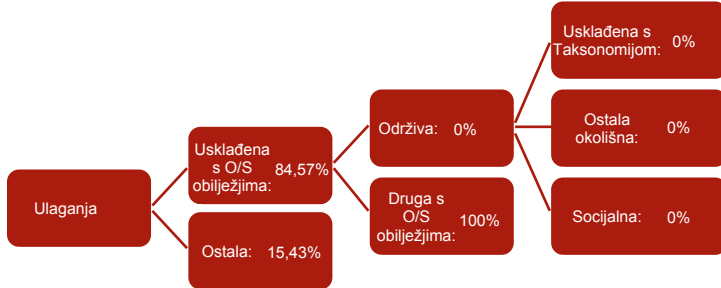 Ulaganja
Usklađena
s O/S
obilježjima: 84,57%
Ostala: 15,43%
Održiva: 0%
Druga s
O/S
obilježjima: 100%
Usklađena s
Taksonomijom: 0%
Ostala
okolišna: 0%
Socijalna: 0%